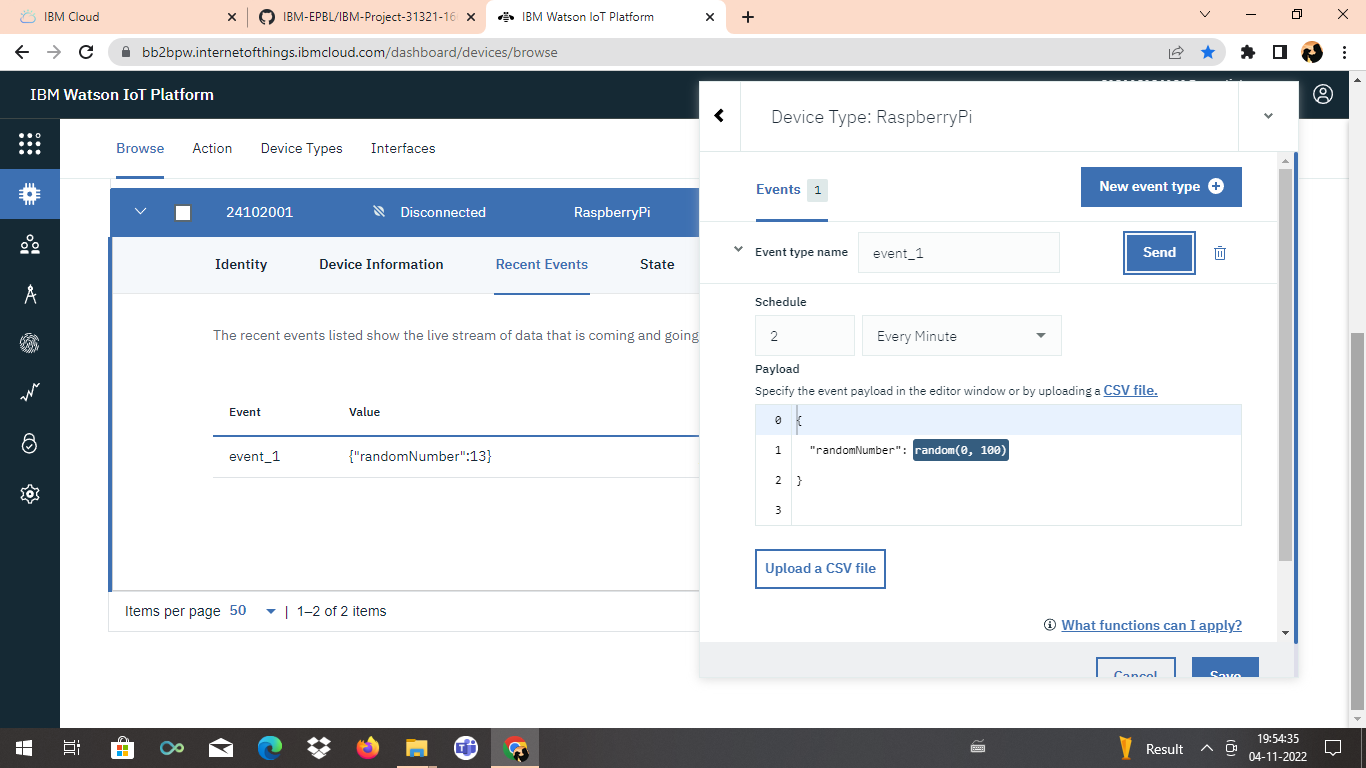 IBM Cloud
IBM-EPBL/IBM-Project-31321-16
IBM Watson IoT Platform
bb2bpw.internetofthings.ibmcloud.com/dashboard/devices/browse
IBM Watson IoT Platform
Browse Action Device Types Interfaces
24102001 Disconnected RaspberryPi
Identity Device Information Recent Events State
The recent events listed show the live stream of data that is coming and going
Event Value
event_1 {"randomNumber":13}
Items per page 50 | 1–2 of 2 items
Device Type: RaspberryPi
Events 1 New event type
Event type name event_1 Send
Schedule
2 Every Minute
Payload
Specify the event payload in the editor window or by uploading a CSV file.
0 {
1 "randomNumber": random(0, 100)
2 }
3
Upload a CSV file
What functions can I apply?
Cancel Save
Result
19:54:35
04-11-2022